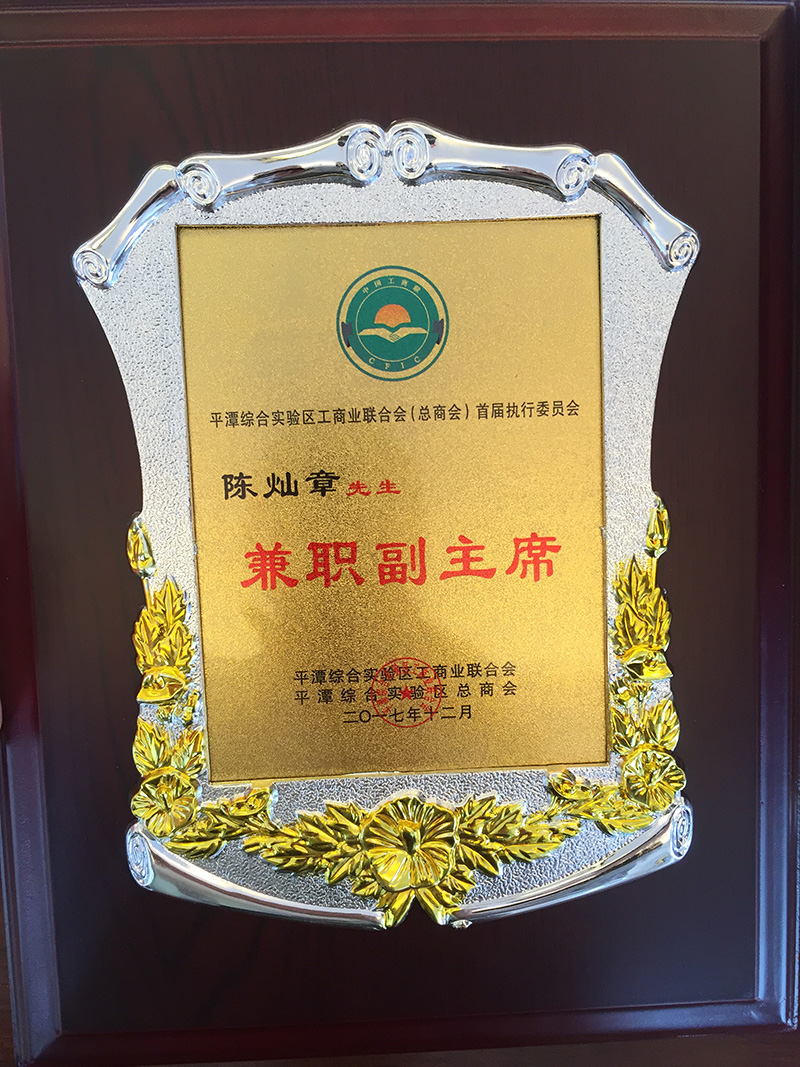 中国工商联
CFIC
平潭综合实验区工商业联合会(总商会)首届执行委员会
陈灿章先生
兼职副主席
平潭综合实验区工商业联合会
平潭综合实验区总商会
二〇一七年十二月